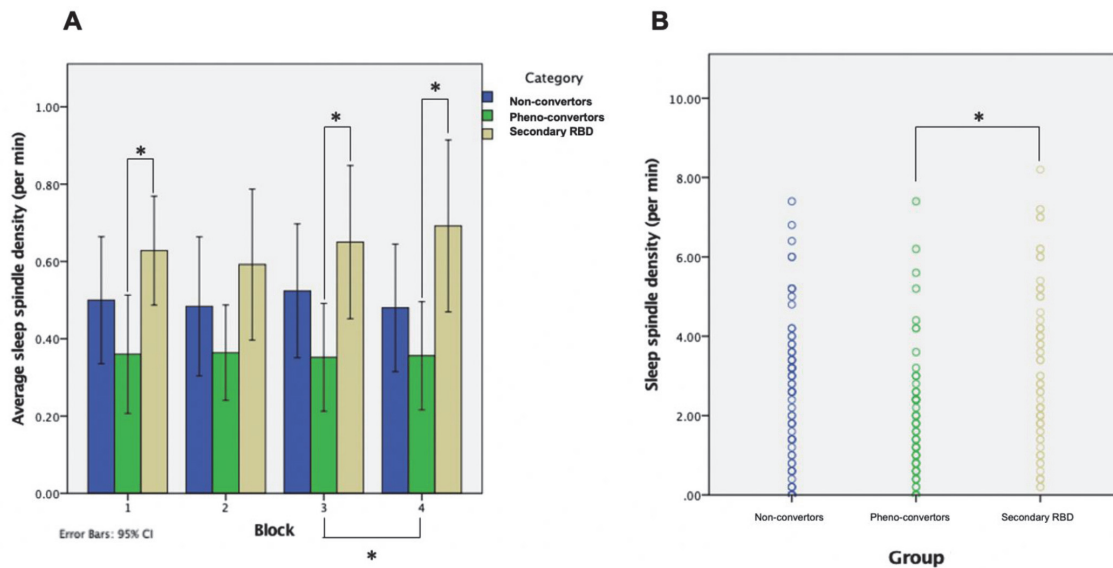 A
Average sleep spindle density (per min)
1.00
0.80
0.60
0.40
0.20
0.00
*
*
*
Category
Non-convertors
Pheno-convertors
Secondary RBD
1
2
3
4
Error Bars: 95% CI
Block
*
B
Sleep spindle density (per min)
10.00
8.00
6.00
4.00
2.00
.00
*
Non-convertors
Pheno-convertors
Secondary RBD
Group